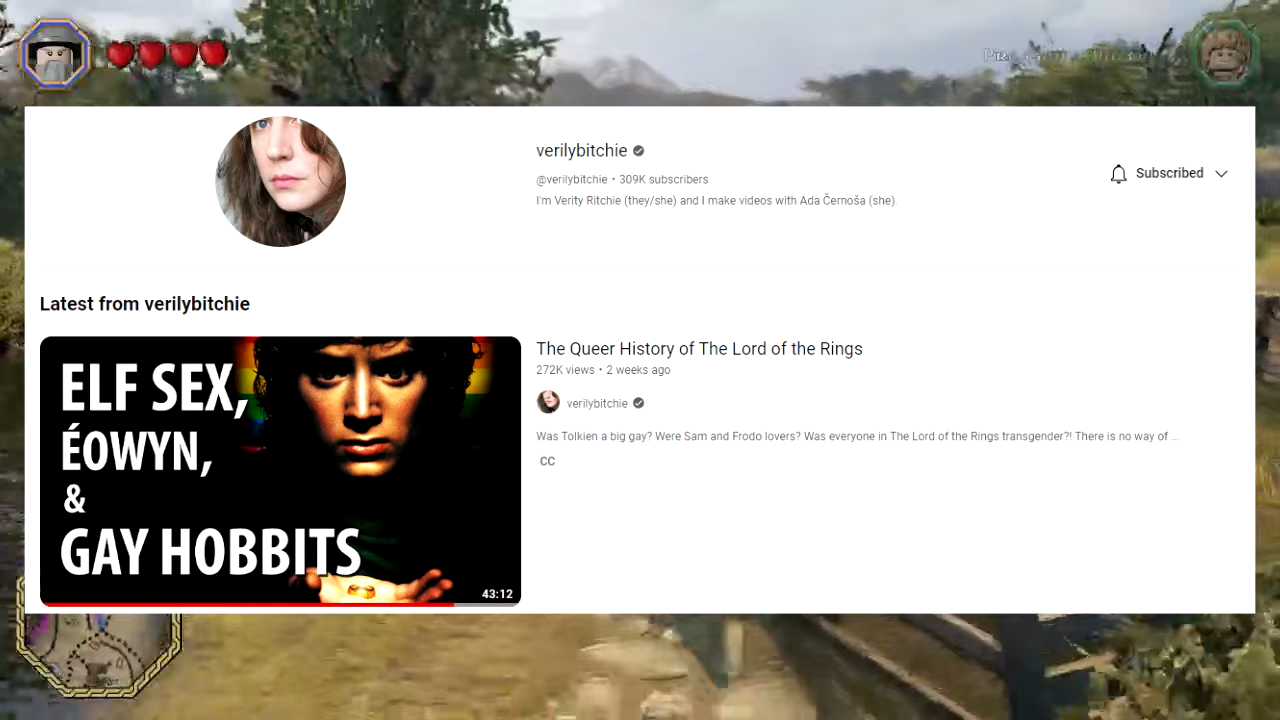 verilybitchie
@verilybitchie • 309K subscribers
I'm Verity Ritchie (they/she) and I make videos with Ada Černoša (she).
Subscribed
Latest from verilybitchie
ELF SEX,
ÉOWYN,
&
GAY HOBBITS
43:12
The Queer History of The Lord of the Rings
272K views • 2 weeks ago
verilybitchie
Was Tolkien a big gay? Were Sam and Frodo lovers? Was everyone in The Lord of the Rings transgender?! There is no way of ...
CC